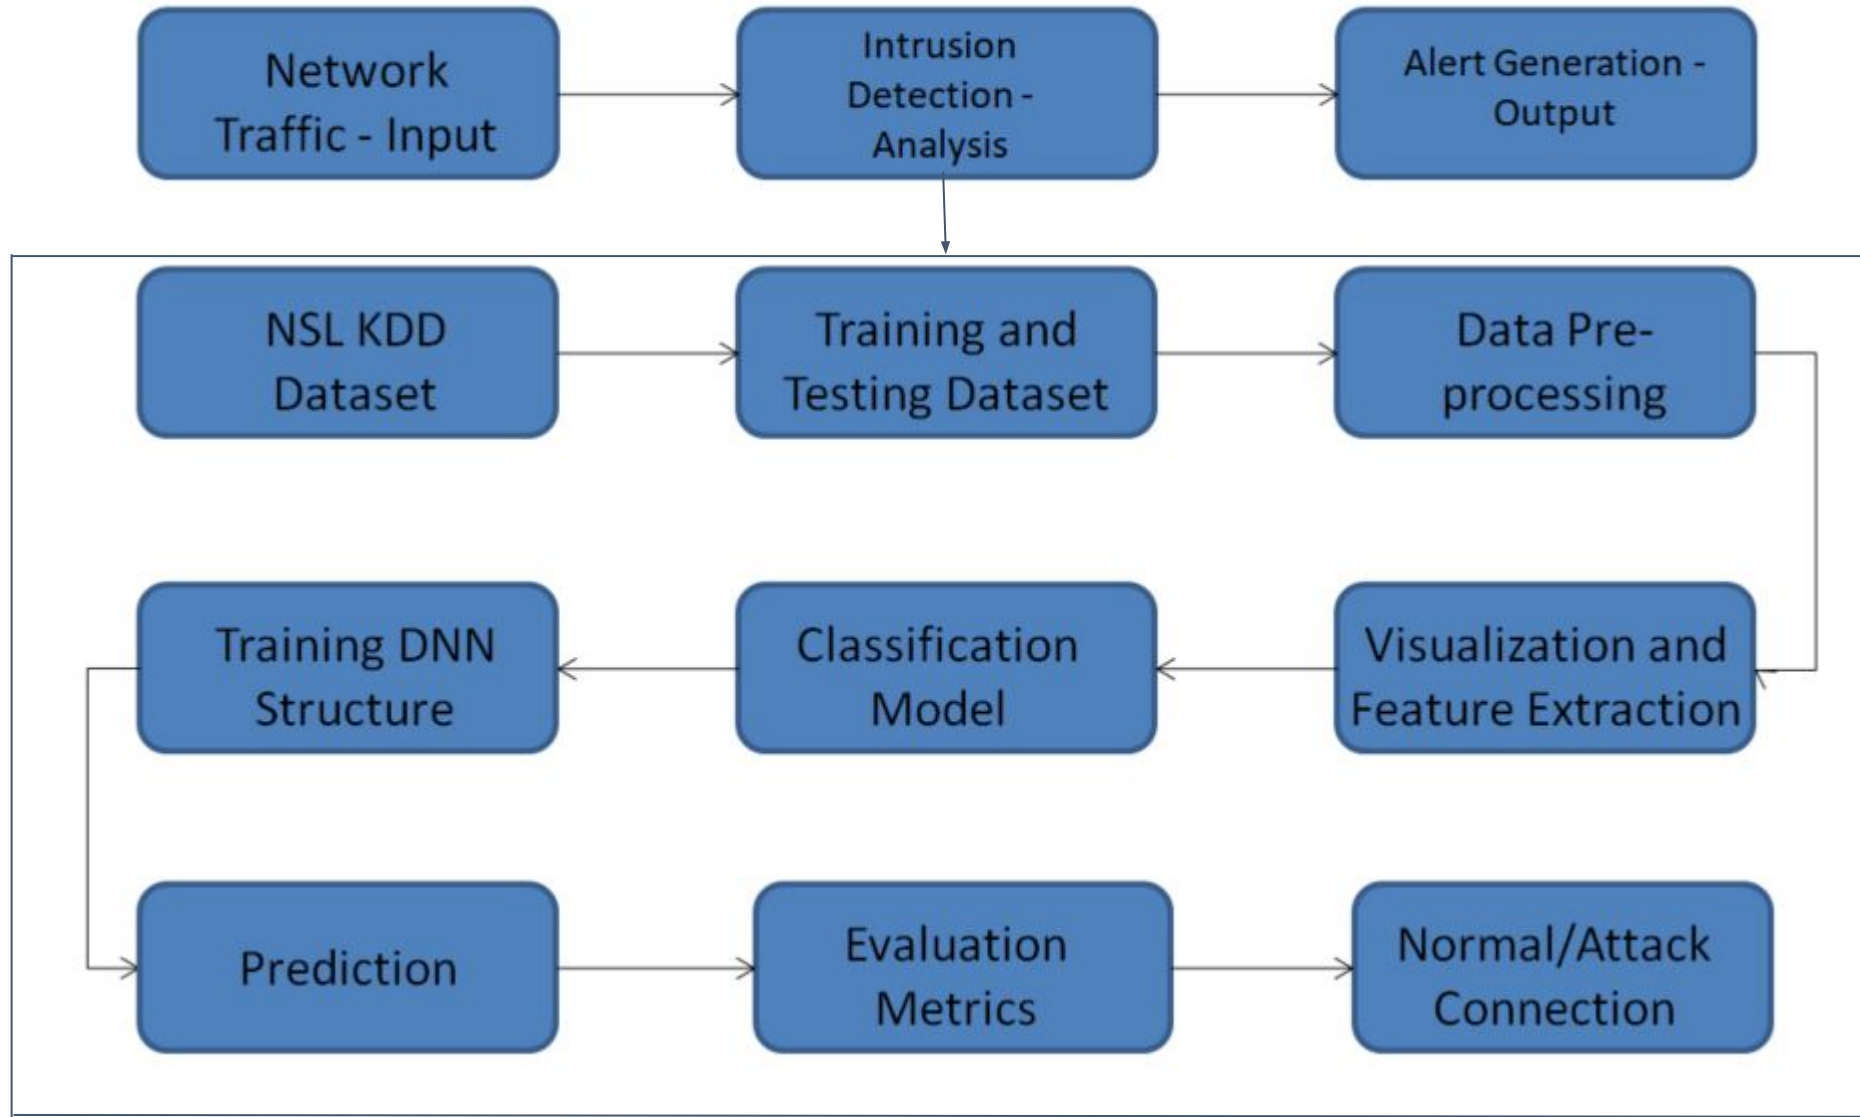 Network
Traffic - Input
Intrusion
Detection -
Analysis
Alert Generation -
Output
NSL KDD
Dataset
Training and
Testing Dataset
Data Pre-
processing
Training DNN
Structure
Classification
Model
Visualization and
Feature Extraction
Prediction
Evaluation
Metrics
Normal/Attack
Connection